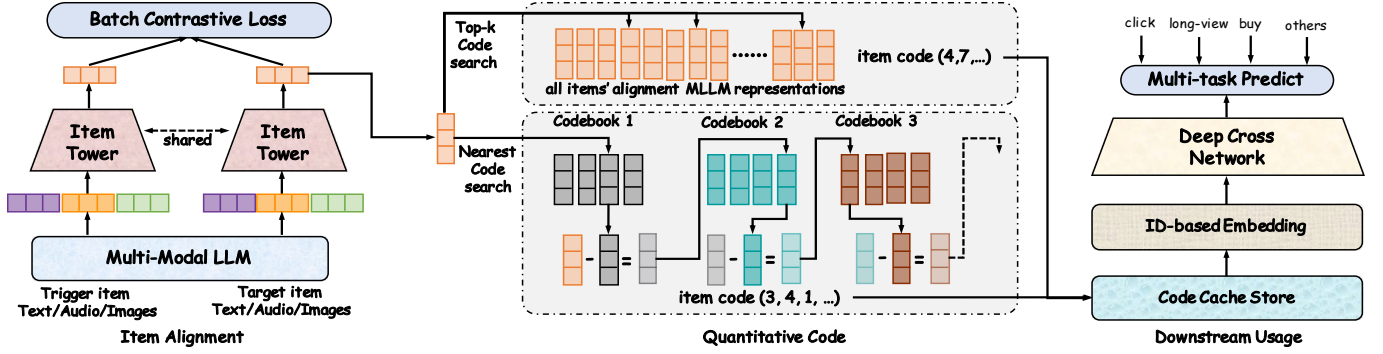 Batch Contrastive Loss
Item
Tower
shared
Item
Tower
Multi-Modal LLM
Trigger item
Text/Audio/Images
Target item
Text/Audio/Images
Item Alignment
Top-k
Code
search
all items' alignment MLLM representations
item code (4,7,...)
Nearest
Code
search
Codebook 1
Codebook 2
Codebook 3
- =
- =
- =
item code (3, 4, 1, ...)
Quantitative Code
click
long-view
buy
others
Multi-task Predict
Deep Cross
Network
ID-based Embedding
Code Cache Store
Downstream Usage